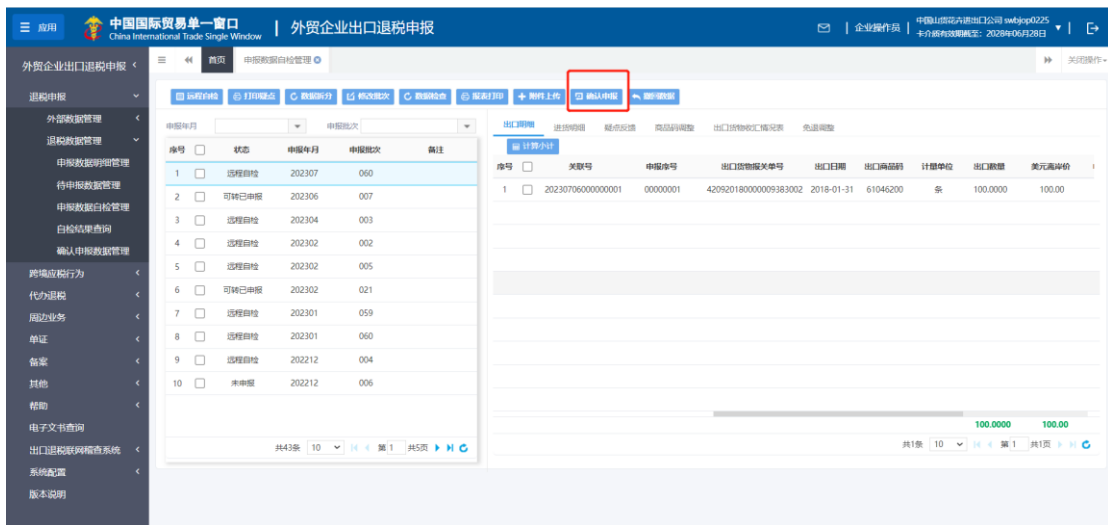 应用
中国国际贸易单一窗口
China International Trade Single Window
外贸企业出口退税申报
企业操作员
中国山恺花卉进出口公司 swbjop0225
卡介质有效期截至: 2028年06月28日
外贸企业出口退税申报
首页
申报数据自检管理
关闭操作
退税申报
外部数据管理
退税数据管理
申报数据明细管理
待申报数据管理
申报数据自检管理
自检结果查询
确认申报数据管理
跨境应税行为
代办退税
周边业务
单证
备案
其他
帮助
电子文书查询
出口退税联网稽查系统
系统配置
版本说明
远程自检 打印疑点 数据拆分 修改批次 数据检查 报表打印 附件上传 确认申报 撤销数据
申报年月 申报批次
序号 状态 申报年月 申报批次 备注
1 远程自检 202307 060
2 可转已申报 202306 007
3 远程自检 202304 003
4 远程自检 202302 002
5 远程自检 202302 005
6 可转已申报 202302 021
7 远程自检 202301 059
8 远程自检 202301 060
9 远程自检 202212 004
10 未申报 202212 006
共43条 10 第 1 共5页
出口明细 进货明细 疑点反馈 商品码调整 出口货物收汇情况表 免退调整
计算小计
序号 关联号 申报序号 出口货物报关单号 出口日期 出口商品码 计量单位 出口数量 美元离岸价
1 20230706000000001 00000001 420920180000009383002 2018-01-31 61046200 条 100.0000 100.00
100.0000 100.00
共1条 10 第 1 共1页